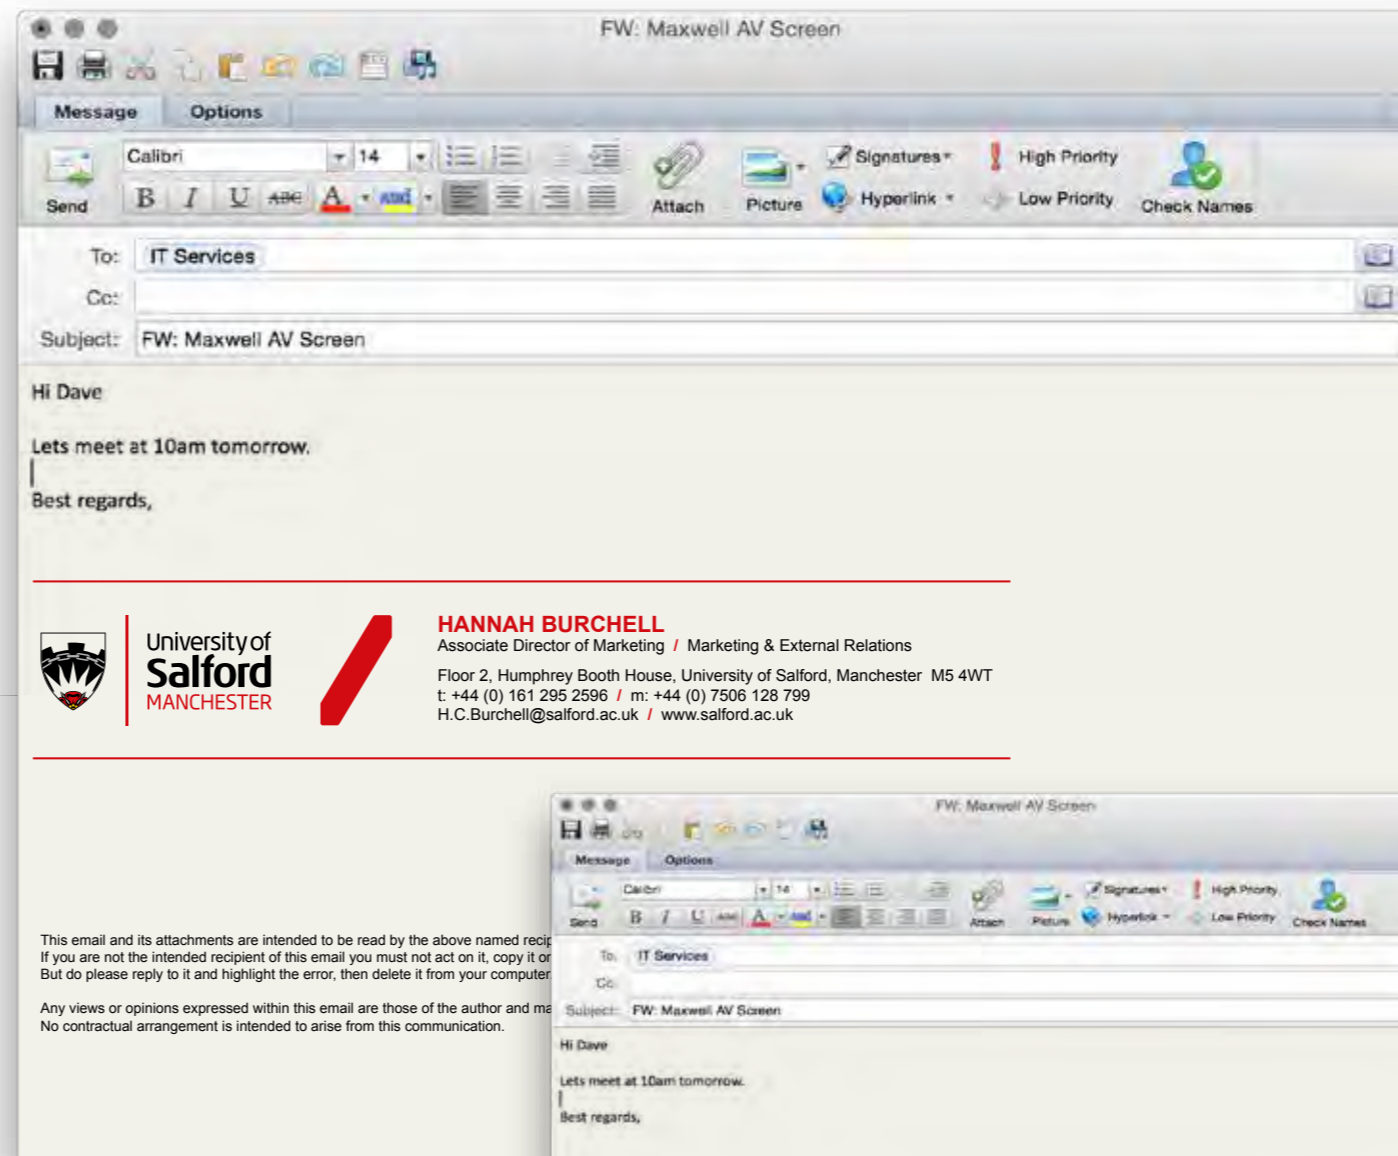 FW: Maxwell AV Screen
Message Options
Calibri 14
Signatures
High Priority
B I U ABC A
Send
Attach
Picture
Hyperlink
Low Priority
Check Names
To: IT Services
Cc:
Subject: FW: Maxwell AV Screen
Hi Dave
Lets meet at 10am tomorrow.
Best regards,
University of
Salford
MANCHESTER
HANNAH BURCHELL
Associate Director of Marketing / Marketing & External Relations
Floor 2, Humphrey Booth House, University of Salford, Manchester M5 4WT
t: +44 (0) 161 295 2596 / m: +44 (0) 7506 128 799
H.C.Burchell@salford.ac.uk / www.salford.ac.uk
This email and its attachments are intended to be read by the above named
If you are not the intended recipient of this email you must not act on it, copy it or
But do please reply to it and highlight the error, then delete it from your computer
Any views or opinions expressed within this email are those of the author and
No contractual arrangement is intended to arise from this communication.
FW: Maxwell AV Screen
Message Options
Calibri 14
Signatures
High Priority
B I U ABC A
Send
Attach
Picture
Hyperlink
Low Priority
Check Names
To: IT Services
Cc:
Subject: FW: Maxwell AV Screen
Hi Dave
Lets meet at 10am tomorrow.
Best regards,